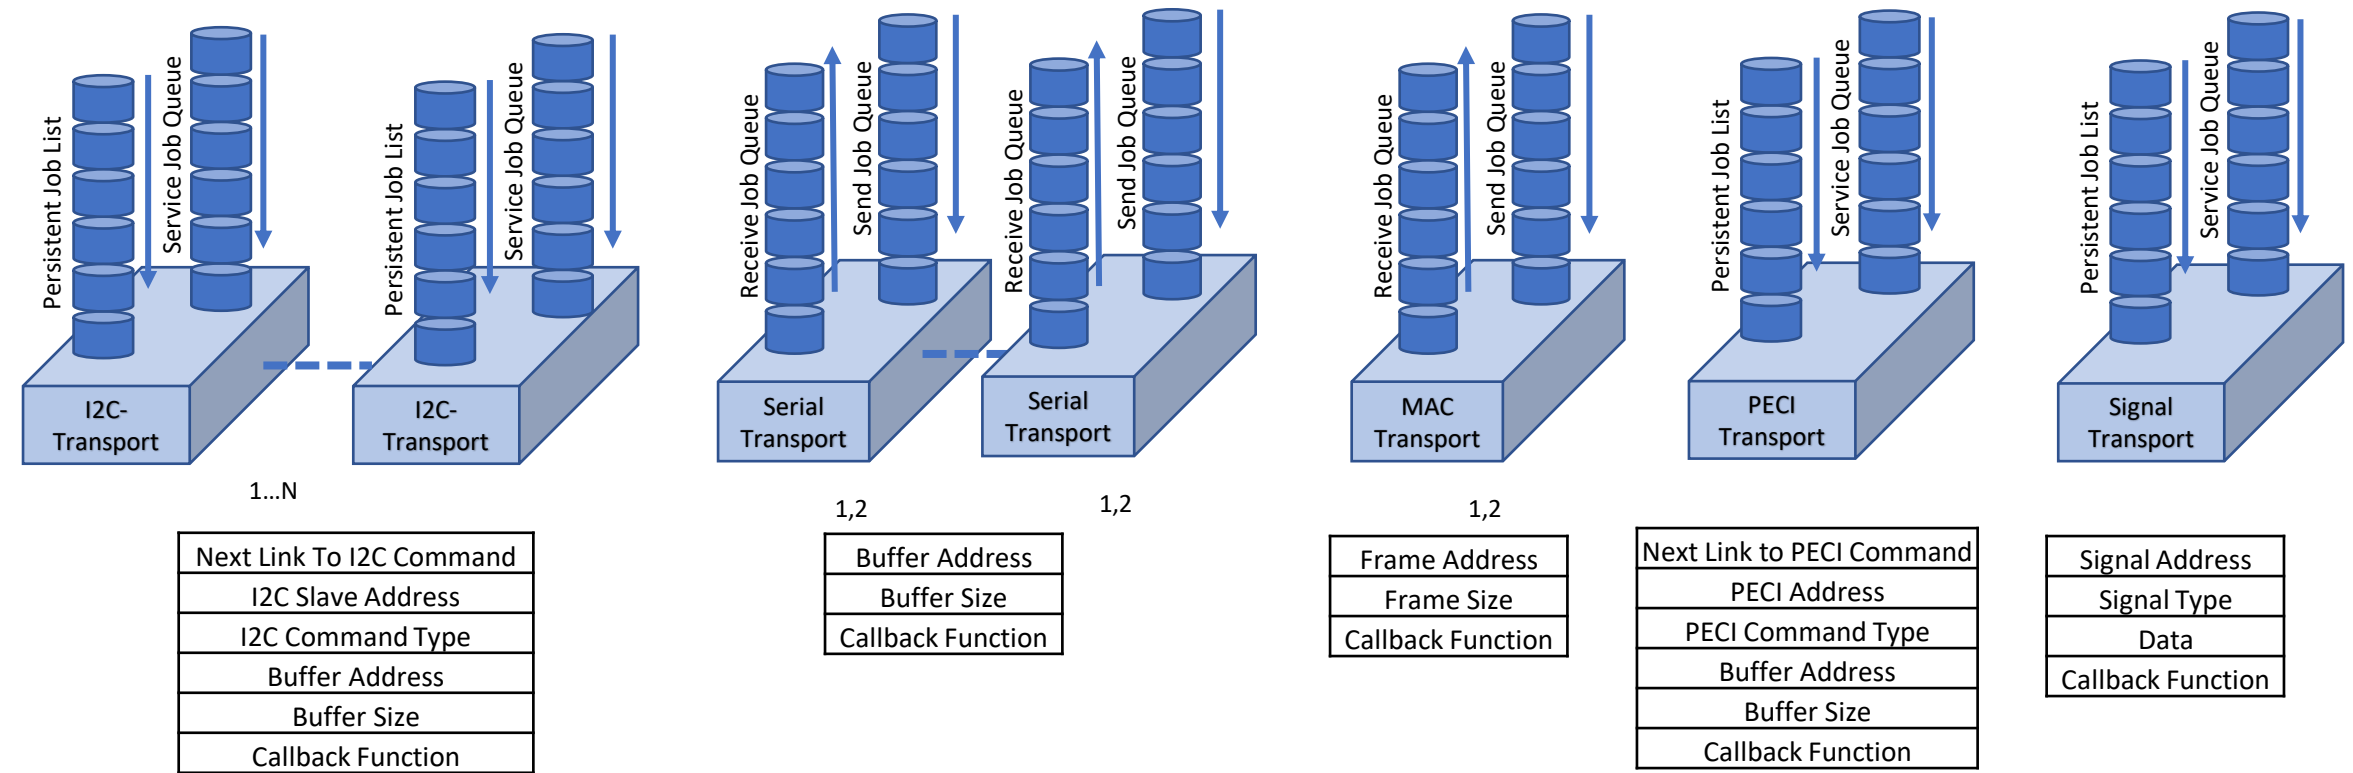 Persistent Job List
Service Job Queue
Persistent Job List
Service Job Queue
Receive Job Queue
Send Job Queue
Receive Job Queue
Send Job Queue
Receive Job Queue
Send Job Queue
Persistent Job List
Service Job Queue
Persistent Job List
Service Job Queue
I2C-
Transport
I2C-
Transport
Serial
Transport
Serial
Transport
MAC
Transport
PECI
Transport
Signal
Transport
1...N
1,2
1,2
1,2
Next Link To I2C Command
I2C Slave Address
I2C Command Type
Buffer Address
Buffer Size
Callback Function
Buffer Address
Buffer Size
Callback Function
Frame Address
Frame Size
Callback Function
Next Link to PECI Command
PECI Address
PECI Command Type
Buffer Address
Buffer Size
Callback Function
Signal Address
Signal Type
Data
Callback Function